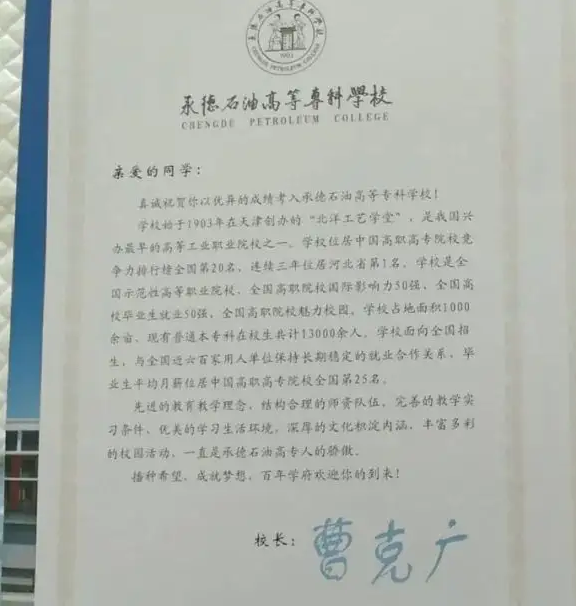 承德石油高等专科学校
CHENGDE PETROLEUM COLLEGE
1903
承德石油高等專科學校
CHENGDE PETROLEUM COLLEGE
亲爱的同学：
真诚祝贺你以优异的成绩考入承德石油高等专科学校！
学校始于1903年在天津创办的“北洋工艺学堂”，是我国兴
办最早的高等工业职业院校之一。学校位居中国高职高专院校竞
争力排行榜全国第20名，连续三年位居河北省第1名。学校是全
国示范性高等职业院校、全国高职院校国际影响力50强、全国高
校毕业生就业50强、全国高职院校魅力校园。学校占地面积1000
余亩，现有普通本专科在校生共计13000余人。学校面向全国招
生，与全国近六百家用人单位保持长期稳定的就业合作关系，毕
业生平均月薪位居中国高职高专院校全国第25名。
先进的教育教学理念，结构合理的师资队伍，完善的教学实
习条件，优美的学习生活环境，深厚的文化积淀内涵，丰富多彩
的校园活动，一直是承德石油高专人的骄傲。
播种希望，成就梦想，百年学府欢迎你的到来！
校长：曹克广